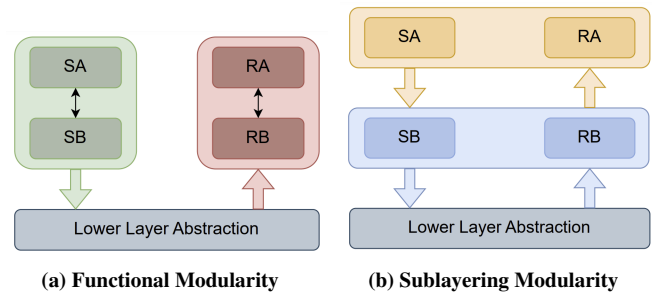 SA
RA
SB
RB
Lower Layer Abstraction
(a) Functional Modularity
SA
RA
SB
RB
Lower Layer Abstraction
(b) Sublayering Modularity